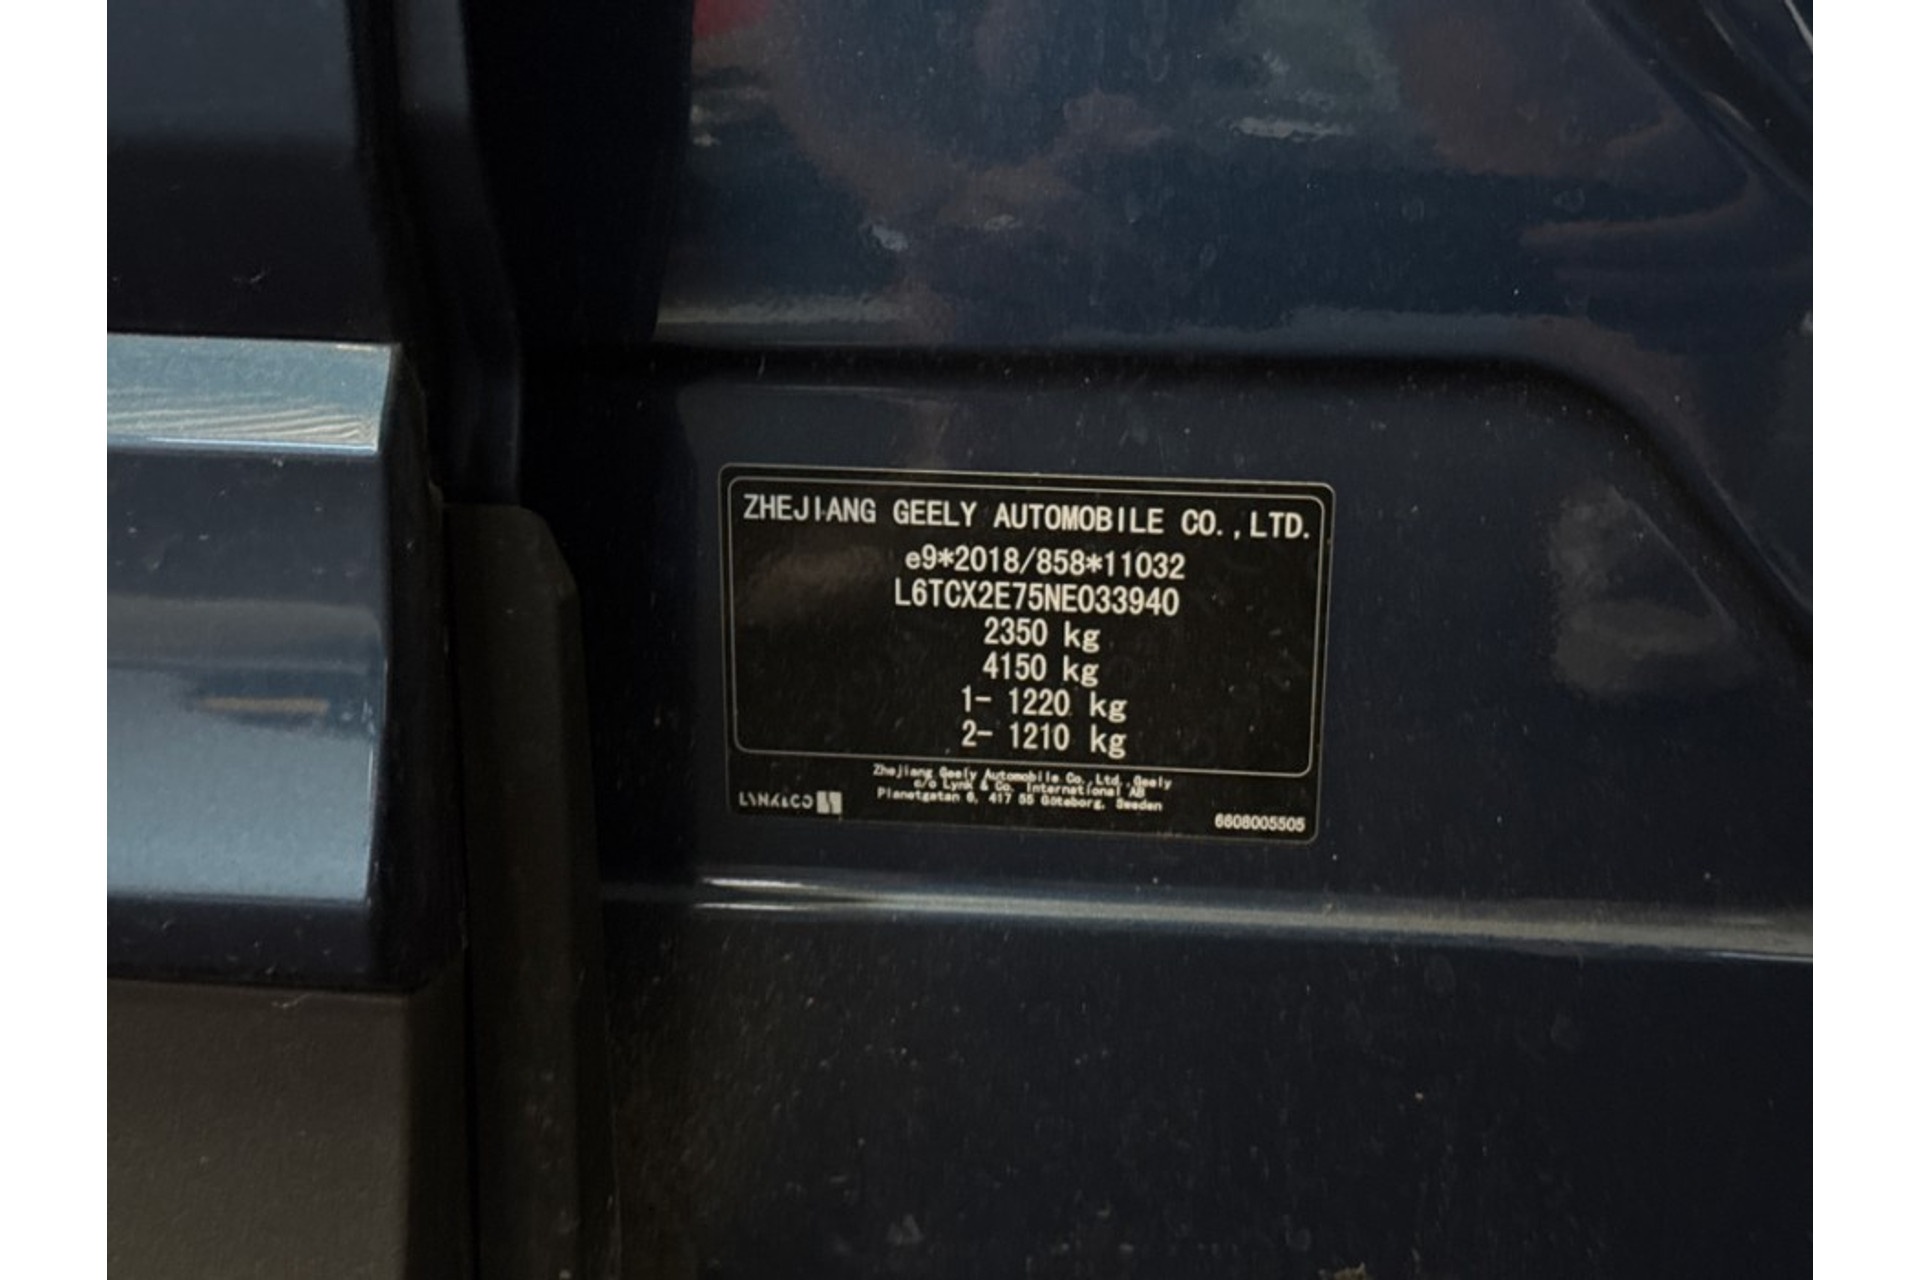 ZHEJIANG GEELY AUTOMOBILE CO.,LTD.
e9*2018/858*11032
L6TCX2E75NE033940
2350 kg
4150 kg
1- 1220 kg
2- 1210 kg
Zhejiang Geely Automobile Co.,Ltd.,Geely
c/o Lynk & Co. International AB
Planetgatan 6, 417 55 Göteborg, Sweden
LYNK&CO
6608005505